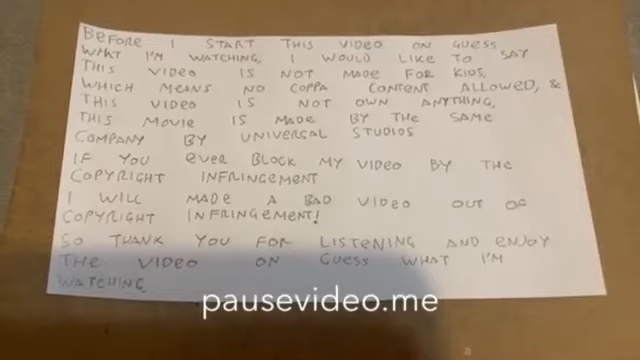 BEFORE I START THIS VIDEO ON GUESS
WHAT I'M WATCHING, I WOULD LIKE TO SAY
THIS VIDEO IS NOT MADE FOR KIDS,
WHICH MEANS NO COPPA CONTENT ALLOWED, &
THIS VIDEO IS NOT OWN ANYTHING,
THIS MOVIE IS MADE BY THE SAME
COMPANY BY UNIVERSAL STUDIOS
IF YOU EVER BLOCK MY VIDEO BY THE
COPYRIGHT INFRINGEMENT
I WILL MADE A BAD VIDEO OUT OF
COPYRIGHT INFRINGEMENT!
SO THANK YOU FOR LISTENING AND ENJOY
THE VIDEO ON GUESS WHAT I'M
WATCHING.
pausevideo.me